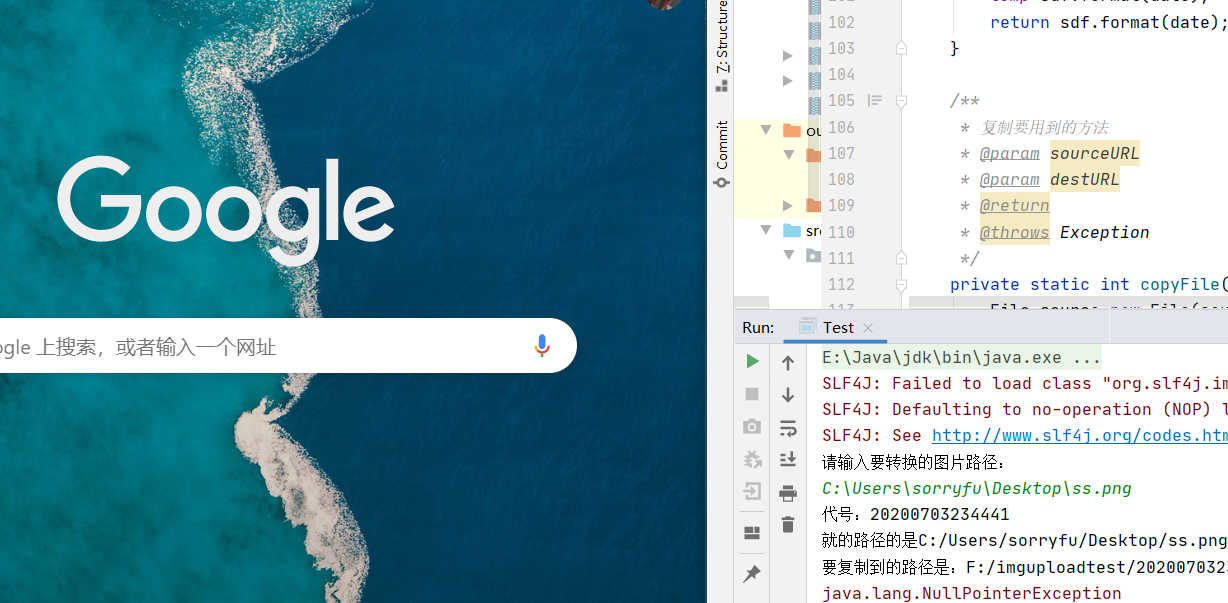 Google
ogle 上搜索，或者输入一个网址
7: Structure
Commit
102 return sdf.format(date);
103 }
104
105 /**
106 * 复制要用到的方法
107 * @param sourceURL
108 * @param destURL
109 * @return
110 * @throws Exception
111 */
112 private static int copyFile(
Run: Test
E:\Java\jdk\bin\java.exe ...
SLF4J: Failed to load class "org.slf4j.im
SLF4J: Defaulting to no-operation (NOP) l
SLF4J: See http://www.slf4j.org/codes.htm
请输入要转换的图片路径:
C:\Users\sorryfu\Desktop\ss.png
代号：20200703234441
就的路径的是C:/Users/sorryfu/Desktop/ss.png
要复制到的路径是：F:/imguploadtest/202007032
java.lang.NullPointerException